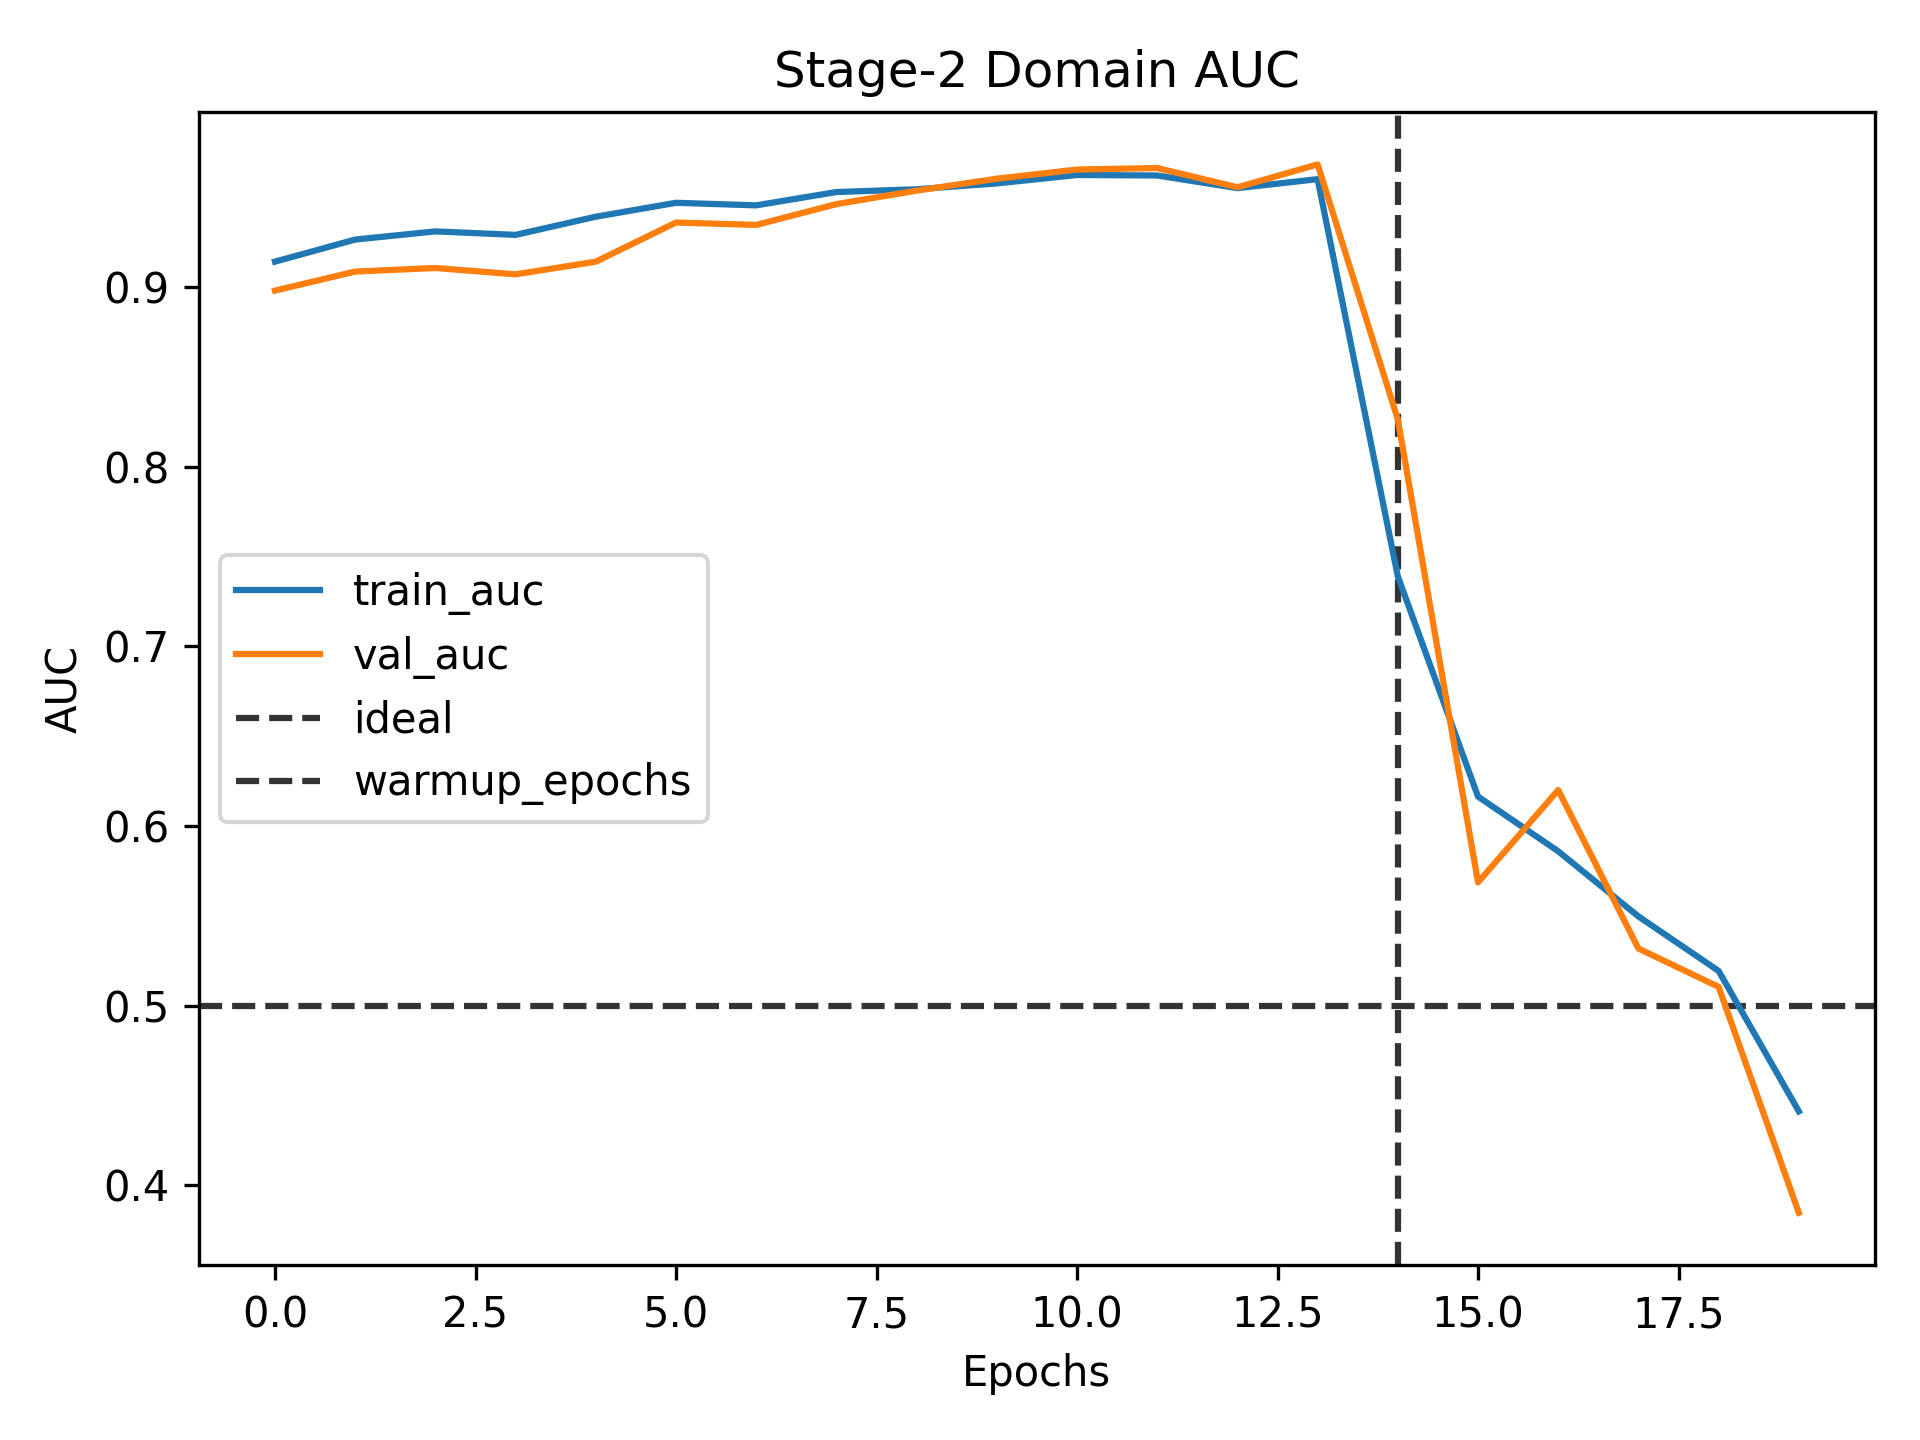 Stage-2 Domain AUC
AUC
0.9
0.8
0.7
0.6
0.5
0.4
train_auc
val_auc
ideal
warmup_epochs
0.0 2.5 5.0 7.5 10.0 12.5 15.0 17.5
Epochs